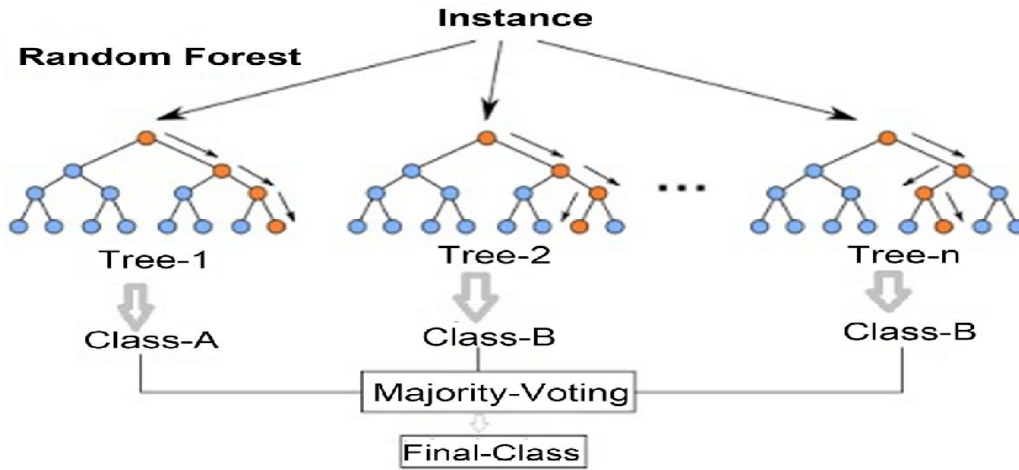 Instance
Random Forest
...
Tree-1 Tree-2 Tree-n
Class-A Class-B Class-B
Majority-Voting
Final-Class